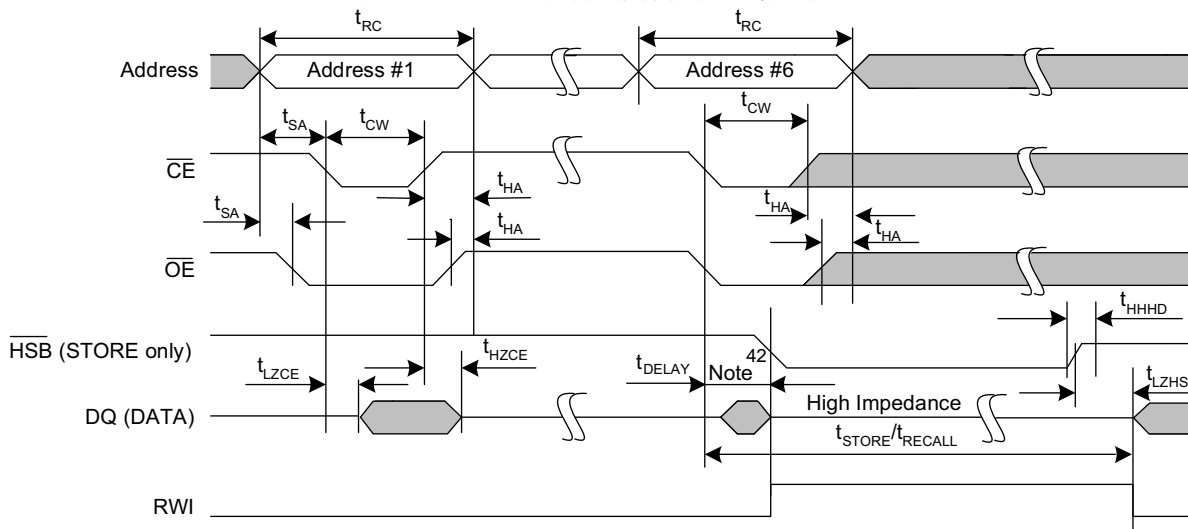 tRC
tRC
Address
Address #1
Address #6
tCW
tSA
tCW
CE
tHA
tHA
tSA
tHA
tHA
OE
tHHHD
HSB (STORE only)
tHZCE
42
tLZCE
tDELAY
Note
tLZHS
DQ (DATA)
High Impedance
tSTORE/tRECALL
RWI